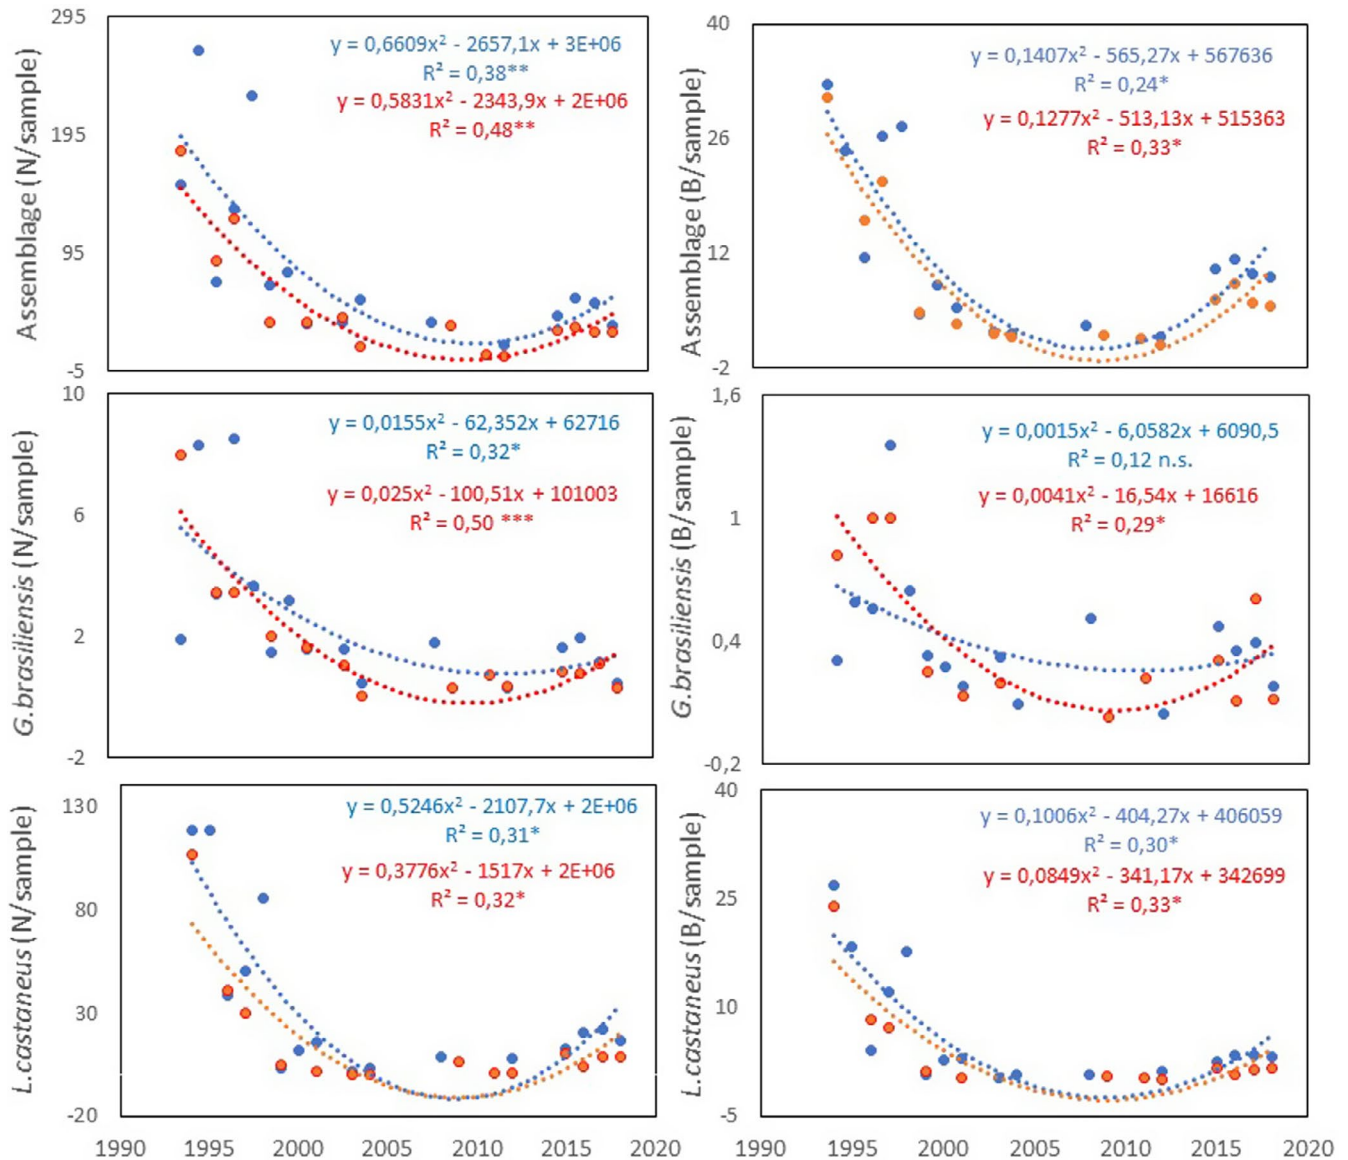 Assemblage (N/sample)
295
195
95
-5
y = 0,6609x² - 2657,1x + 3E+06
R² = 0,38**
y = 0,5831x² - 2343,9x + 2E+06
R² = 0,48**
Assemblage (B/sample)
40
26
12
-2
y = 0,1407x² - 565,27x + 567636
R² = 0,24*
y = 0,1277x² - 513,13x + 515363
R² = 0,33*
G.brasiliensis (N/sample)
10
6
2
-2
y = 0,0155x² - 62,352x + 62716
R² = 0,32*
y = 0,025x² - 100,51x + 101003
R² = 0,50 ***
G.brasiliensis (B/sample)
1,6
1
0,4
-0,2
y = 0,0015x² - 6,0582x + 6090,5
R² = 0,12 n.s.
y = 0,0041x² - 16,54x + 16616
R² = 0,29*
L.castaneus (N/sample)
130
80
30
-20
y = 0,5246x² - 2107,7x + 2E+06
R² = 0,31*
y = 0,3776x² - 1517x + 2E+06
R² = 0,32*
1990 1995 2000 2005 2010 2015 2020
L.castaneus (B/sample)
40
25
10
-5
y = 0,1006x² - 404,27x + 406059
R² = 0,30*
y = 0,0849x² - 341,17x + 342699
R² = 0,33*
1990 1995 2000 2005 2010 2015 2020